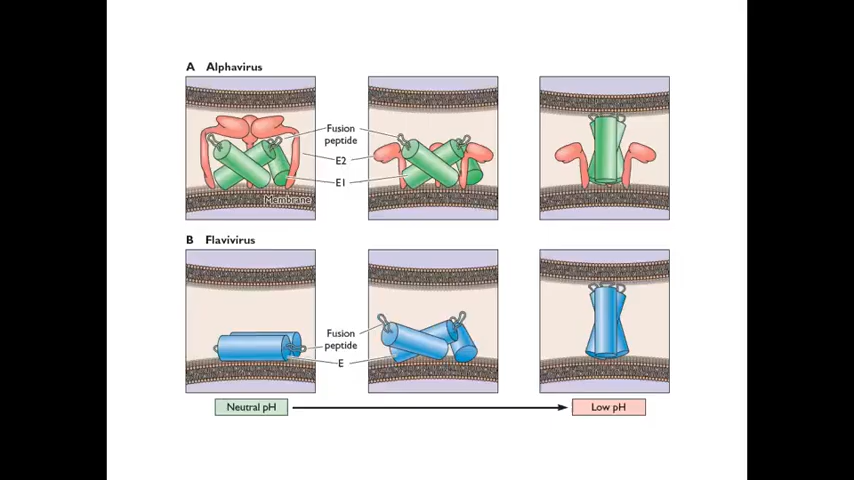 A Alphavirus
Fusion
peptide
E2
E1
Membrane
B Flavivirus
Fusion
peptide
E
Neutral pH
Low pH